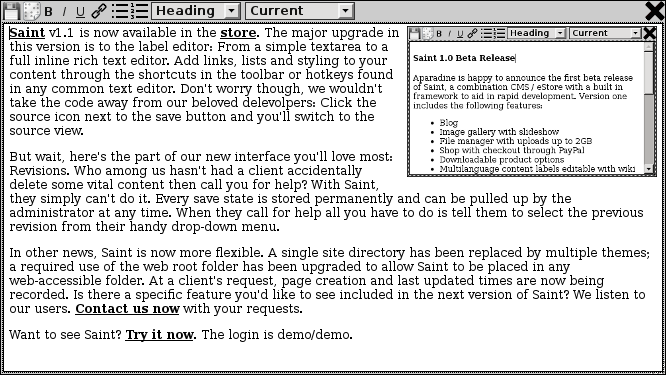 B I U Heading Current
Saint v1.1 is now available in the store. The major upgrade in
this version is to the label editor: From a simple textarea to a
full inline rich text editor. Add links, lists and styling to your
content through the shortcuts in the toolbar or hotkeys found
in any common text editor. Don't worry though, we wouldn't
take the code away from our beloved delevolpers: Click the
source icon next to the save button and you'll switch to the
source view.
But wait, here's the part of our new interface you'll love most:
Revisions. Who among us hasn't had a client accidentally
delete some vital content then call you for help? With Saint,
they simply can't do it. Every save state is stored permanently and can be pulled up by the
administrator at any time. When they call for help all you have to do is tell them to select the previous
revision from their handy drop-down menu.
In other news, Saint is now more flexible. A single site directory has been replaced by multiple themes;
a required use of the web root folder has been upgraded to allow Saint to be placed in any
web-accessible folder. At a client's request, page creation and last updated times are now being
recorded. Is there a specific feature you'd like to see included in the next version of Saint? We listen to
our users. Contact us now with your requests.
Want to see Saint? Try it now. The login is demo/demo.
B I U Heading Current
Saint 1.0 Beta Release
Aparadine is happy to announce the first beta release
of Saint, a combination CMS / eStore with a built in
framework to aid in rapid development. Version one
includes the following features:
• Blog
• Image gallery with slideshow
• File manager with uploads up to 2GB
• Shop with checkout through PayPal
• Downloadable product options
• Multilanguage content labels editable with wiki